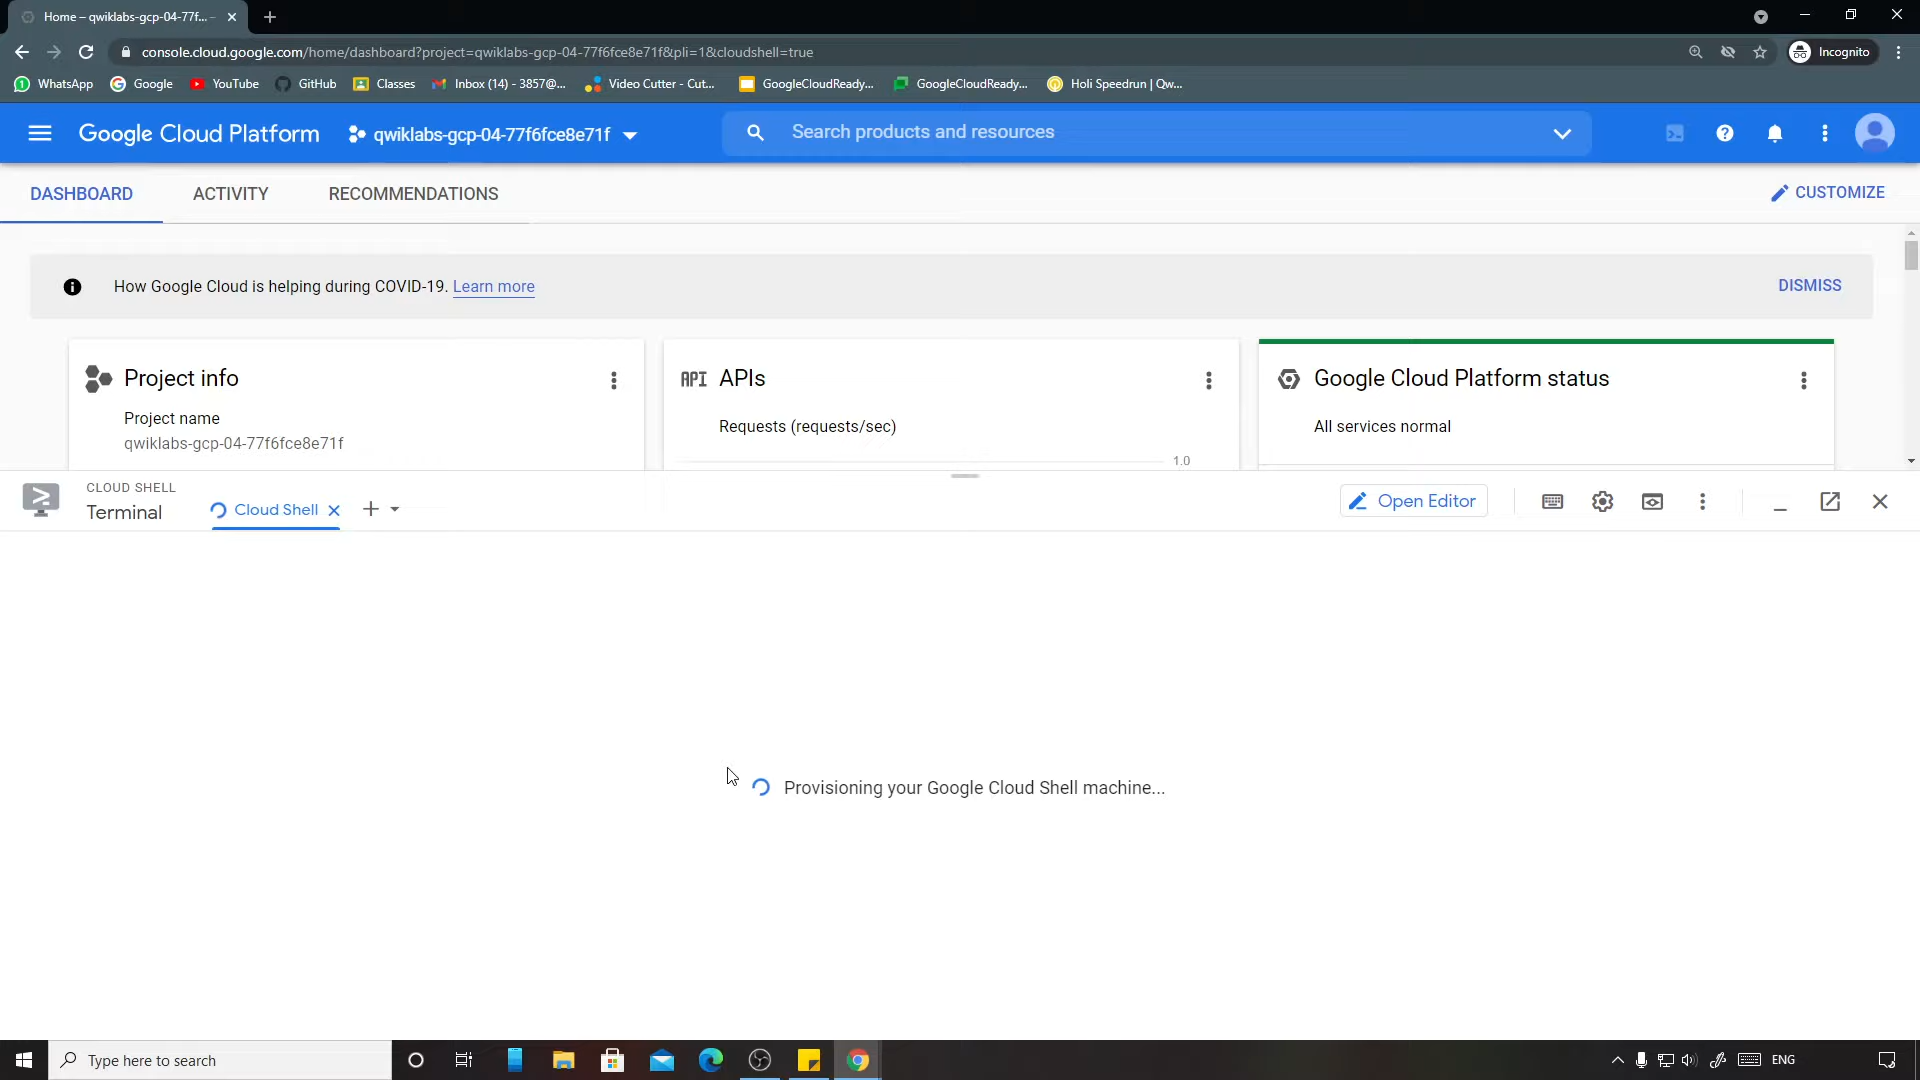 Home – qwiklabs-gcp-04-77f... –
console.cloud.google.com/home/dashboard?project=qwiklabs-gcp-04-77f6fce8e71f&pli=1&cloudshell=true
Incognito
WhatsApp
Google
YouTube
GitHub
Classes
Inbox (14) - 3857@...
Video Cutter - Cut...
GoogleCloudReady...
GoogleCloudReady...
Holi Speedrun | Qw...
Google Cloud Platform
qwiklabs-gcp-04-77f6fce8e71f
Search products and resources
DASHBOARD
ACTIVITY
RECOMMENDATIONS
CUSTOMIZE
How Google Cloud is helping during COVID-19. Learn more
DISMISS
Project info
Project name
qwiklabs-gcp-04-77f6fce8e71f
API APIs
Requests (requests/sec)
1.0
Google Cloud Platform status
All services normal
CLOUD SHELL
Terminal
Cloud Shell
Open Editor
Provisioning your Google Cloud Shell machine...
Type here to search
ENG